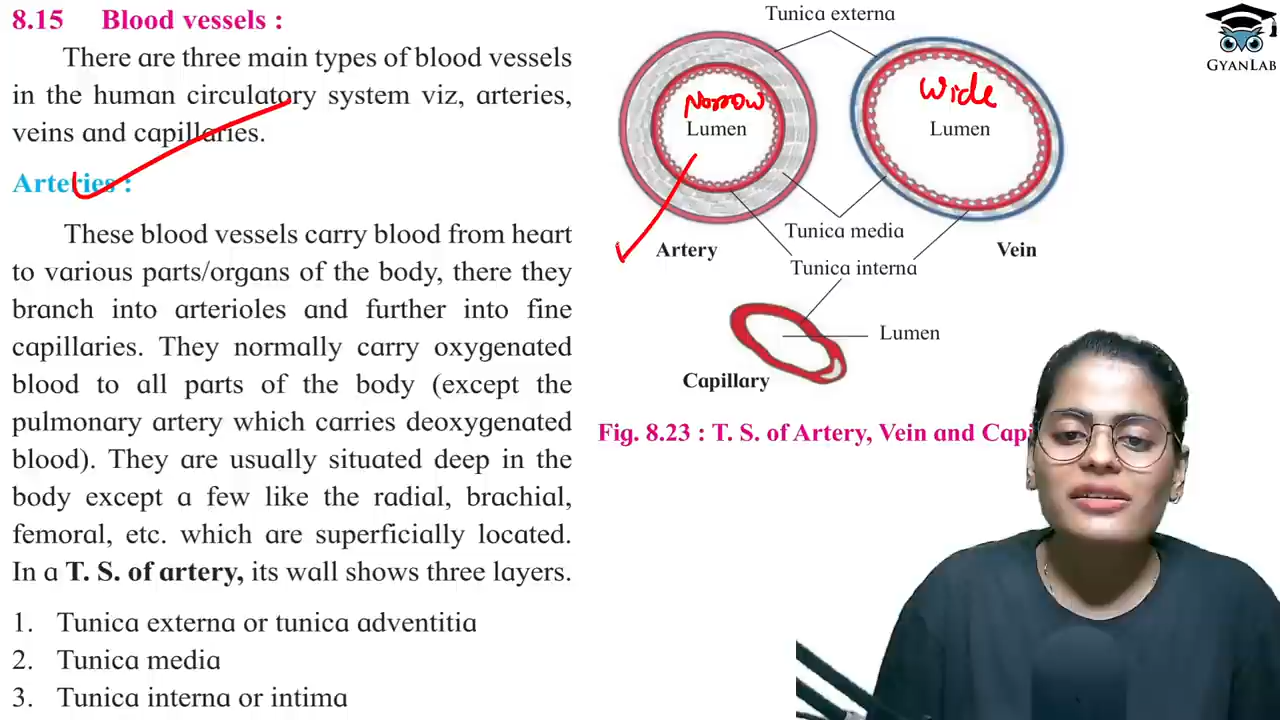 8.15 Blood vessels :
There are three main types of blood vessels
in the human circulatory system viz, arteries,
veins and capillaries.
Arteries :
These blood vessels carry blood from heart
to various parts/organs of the body, there they
branch into arterioles and further into fine
capillaries. They normally carry oxygenated
blood to all parts of the body (except the
pulmonary artery which carries deoxygenated
blood). They are usually situated deep in the
body except a few like the radial, brachial,
femoral, etc. which are superficially located.
In a T. S. of artery, its wall shows three layers.
1. Tunica externa or tunica adventitia
2. Tunica media
3. Tunica interna or intima
Tunica externa
Narrow
Lumen
Wide
Lumen
Tunica media
Artery
Vein
Tunica interna
Lumen
Capillary
Fig. 8.23 : T. S. of Artery, Vein and Capi
GYANLAB